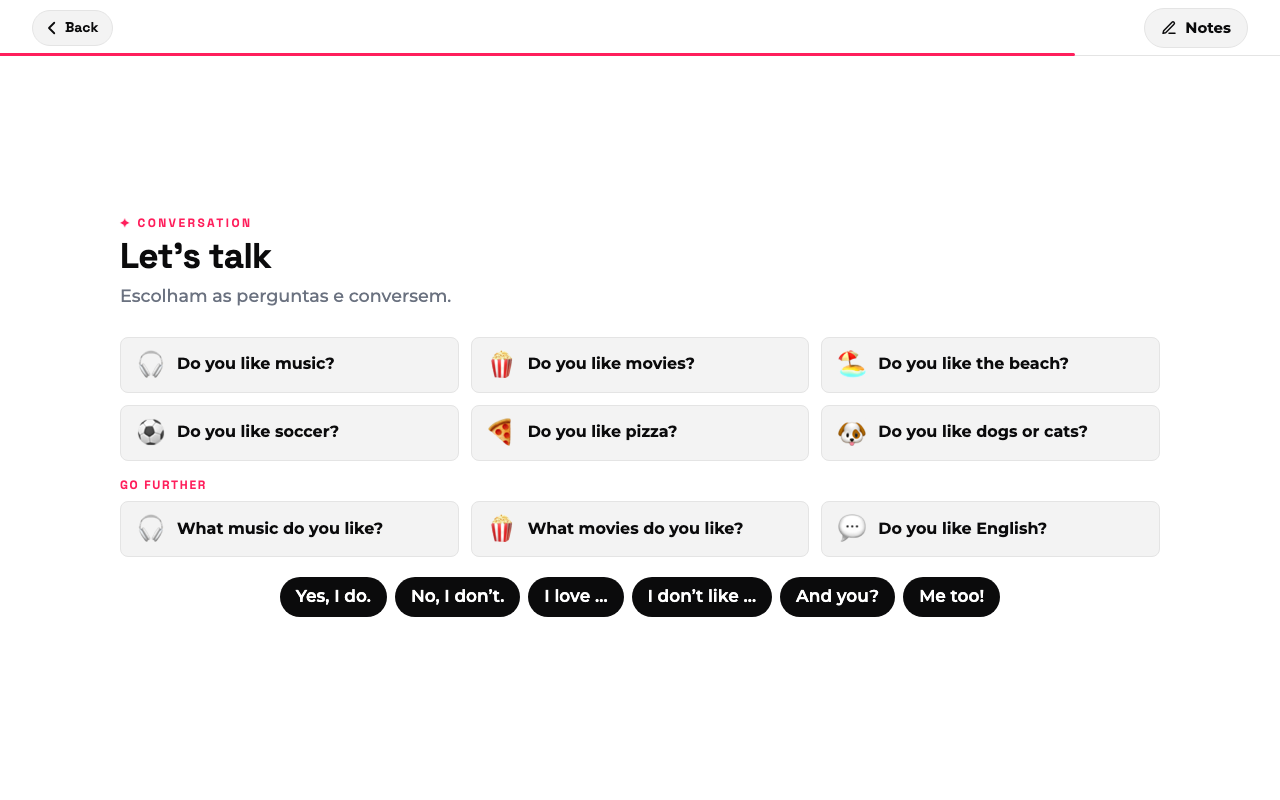 Back
Notes
✦ CONVERSATION
Let’s talk
Escolham as perguntas e conversem.
Do you like music?
Do you like movies?
Do you like the beach?
Do you like soccer?
Do you like pizza?
Do you like dogs or cats?
GO FURTHER
What music do you like?
What movies do you like?
Do you like English?
Yes, I do.
No, I don’t.
I love ...
I don’t like ...
And you?
Me too!